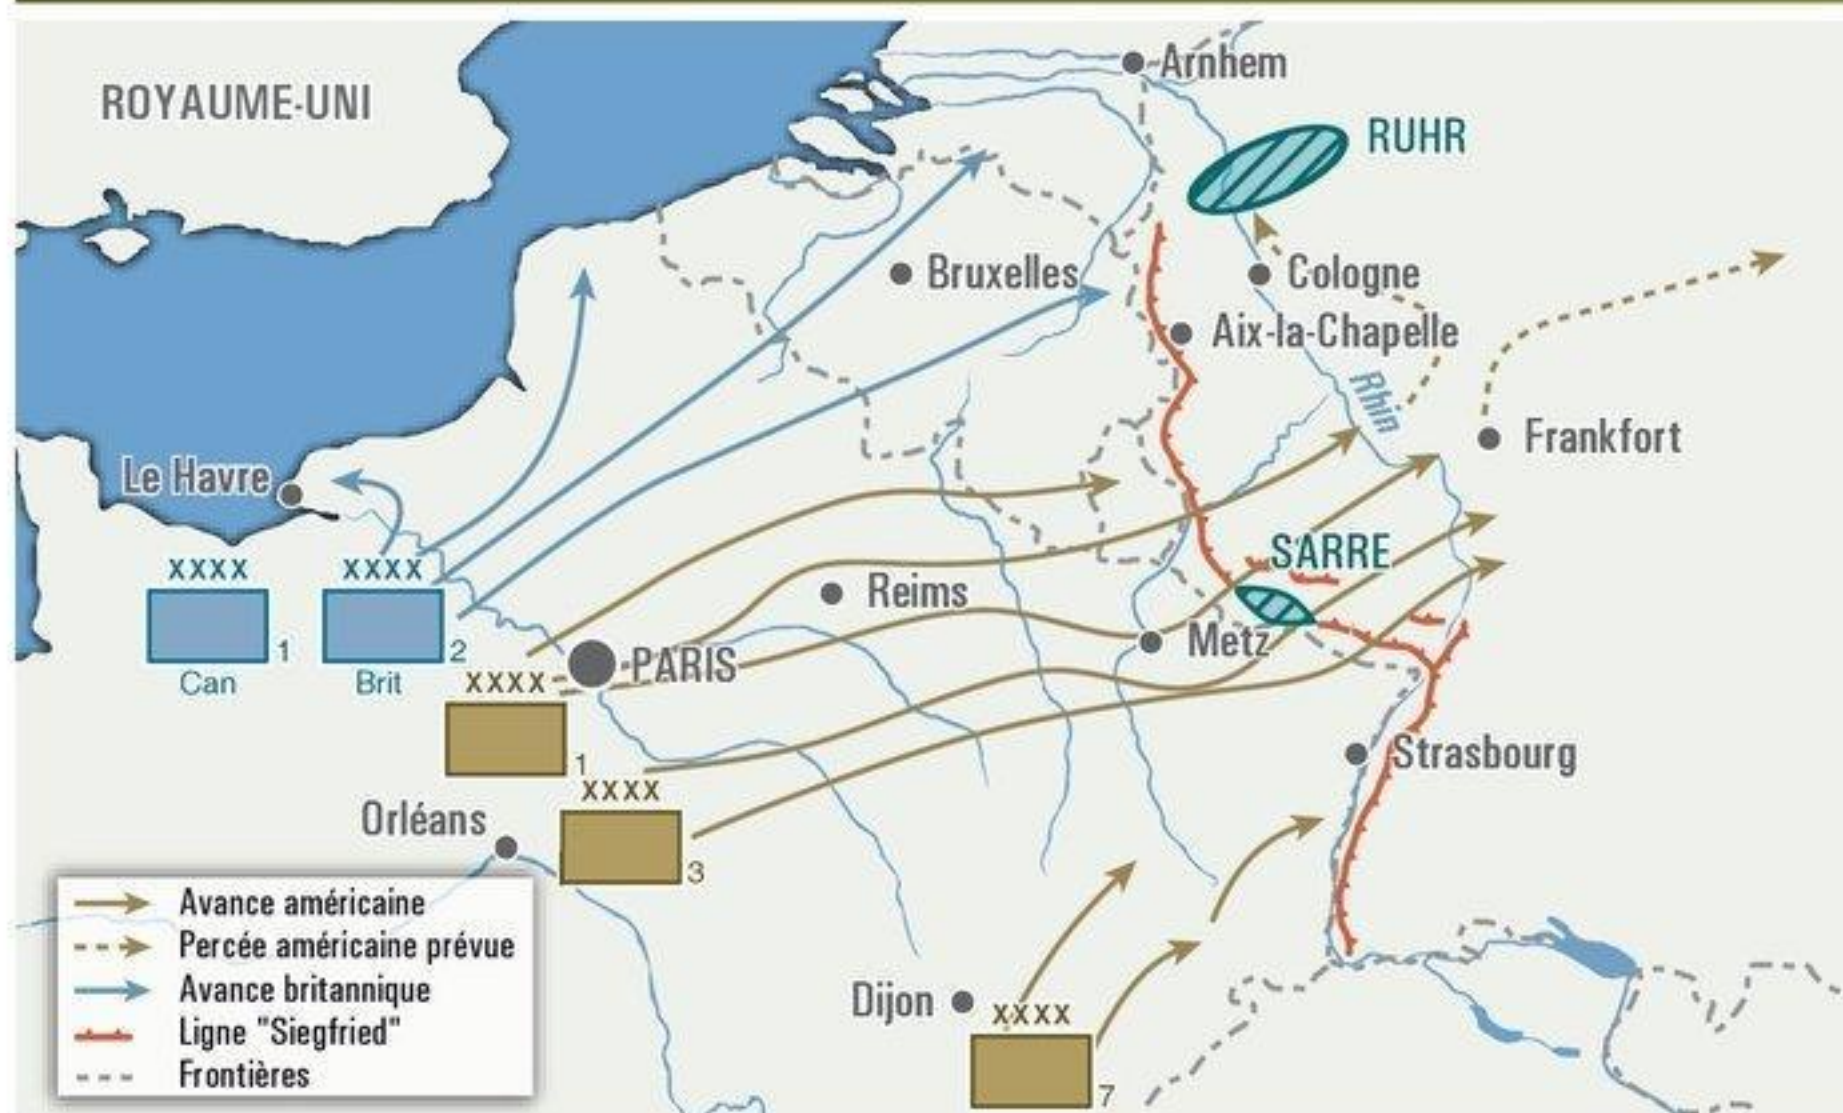 ROYAUME-UNI
Arnhem
RUHR
Bruxelles
Cologne
Aix-la-Chapelle
Rhin
Frankfort
Le Havre
XXXX
1
Can
XXXX
2
Brit
SARRE
Reims
Metz
PARIS
XXXX
1
XXXX
3
Strasbourg
Orléans
Dijon
XXXX
7
Avance américaine
Percée américaine prévue
Avance britannique
Ligne "Siegfried"
Frontières